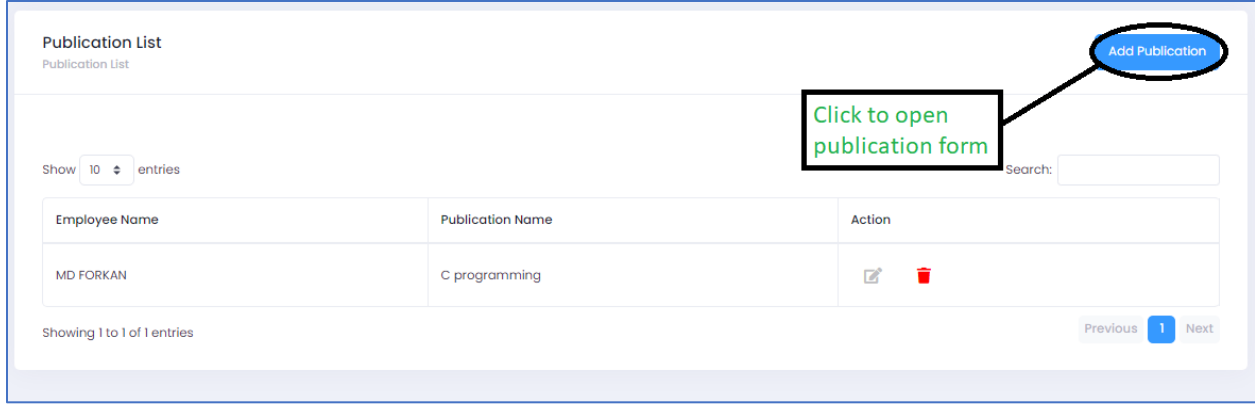 Publication List
Publication List
Add Publication
Click to open
publication form
Show 10 entries
Search:
Employee Name Publication Name Action
MD FORKAN C programming
Showing 1 to 1 of 1 entries
Previous 1 Next